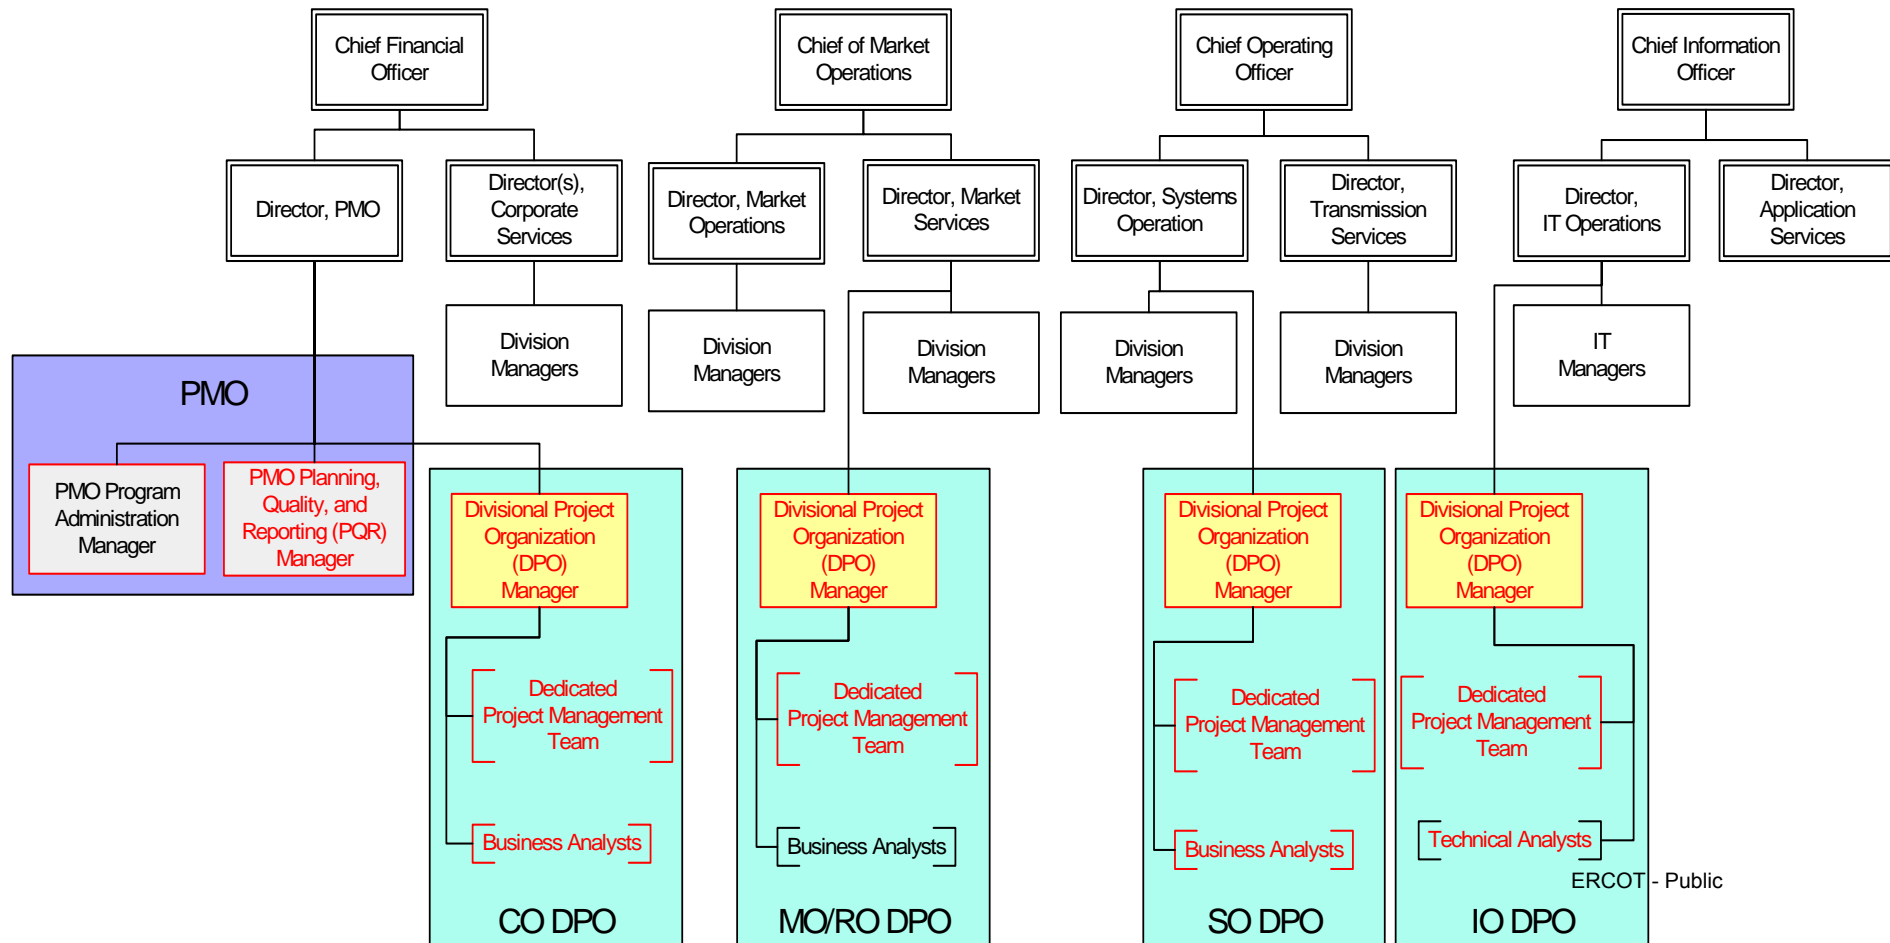 Chief Financial
Officer
Chief of Market
Operations
Chief Operating
Officer
Chief Information
Officer
Director, PMO
Director(s),
Corporate
Services
Director, Market
Operations
Director, Market
Services
Director, Systems
Operation
Director,
Transmission
Services
Director,
IT Operations
Director,
Application
Services
Division
Managers
Division
Managers
Division
Managers
Division
Managers
Division
Managers
IT
Managers
PMO
PMO Program
Administration
Manager
PMO Planning,
Quality, and
Reporting (PQR)
Manager
Divisional Project
Organization
(DPO)
Manager
Dedicated
Project Management
Team
Business Analysts
CO DPO
Divisional Project
Organization
(DPO)
Manager
Dedicated
Project Management
Team
Business Analysts
MO/RO DPO
Divisional Project
Organization
(DPO)
Manager
Dedicated
Project Management
Team
Business Analysts
SO DPO
Divisional Project
Organization
(DPO)
Manager
Dedicated
Project Management
Team
Technical Analysts
ERCOT - Public
IO DPO